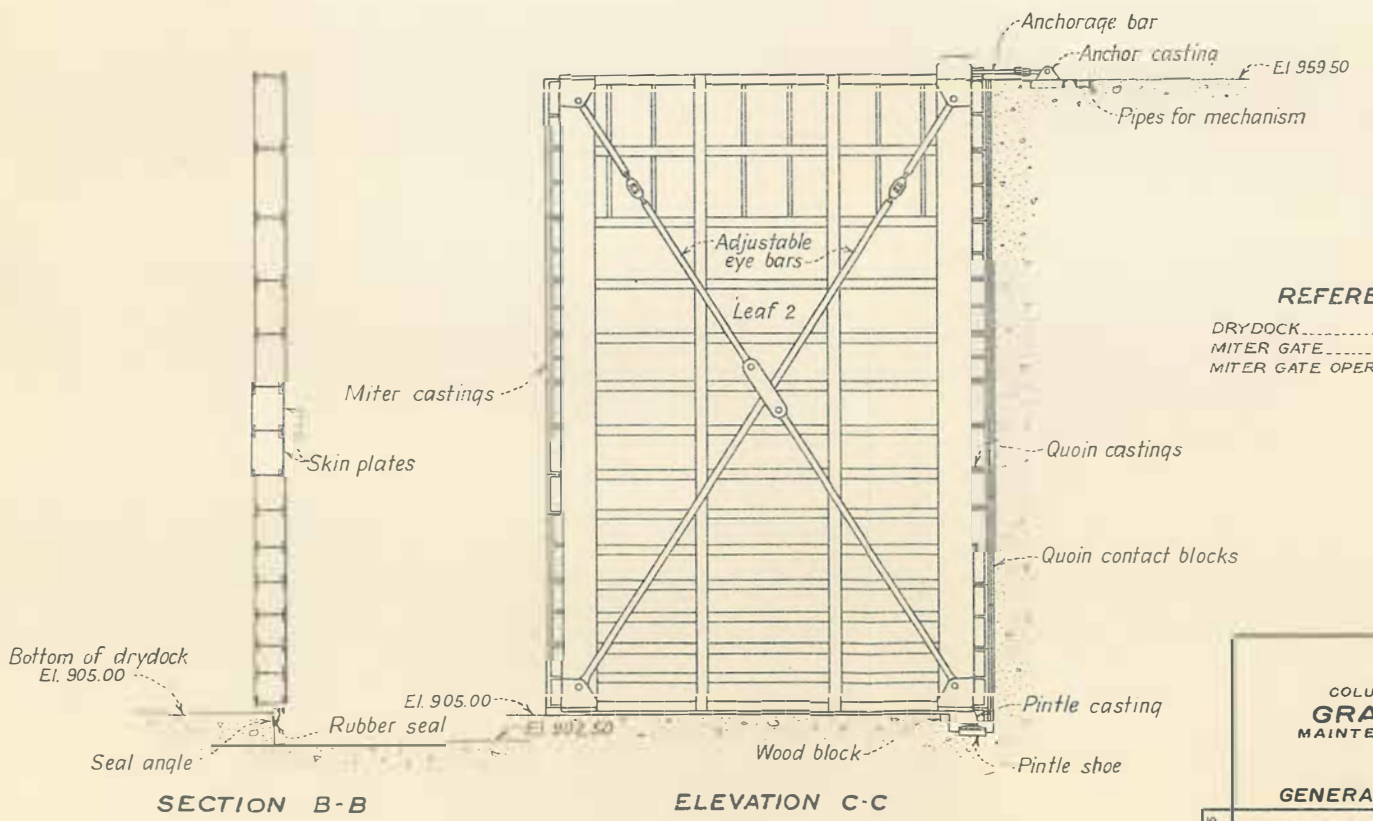 Anchorage bar
Anchor casting
El. 959.50
Pipes for mechanism
Adjustable
eye bars
Leaf 2
Miter castings
Skin plates
Quoin castings
Quoin contact blocks
Bottom of drydock
El. 905.00
El. 905.00
El. 902.50
Rubber seal
Seal angle
Wood block
Pintle casting
Pintle shoe
SECTION B-B
ELEVATION C-C
REFERE
DRYDOCK
MITER GATE
MITER GATE OPER
COLU
GRA
MAINTE
GENERA